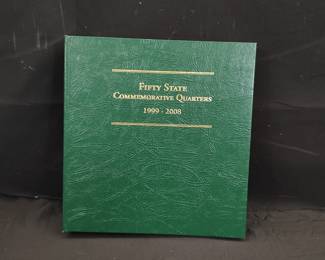 FIFTY STATE
COMMEMORATIVE QUARTERS
1999 - 2008